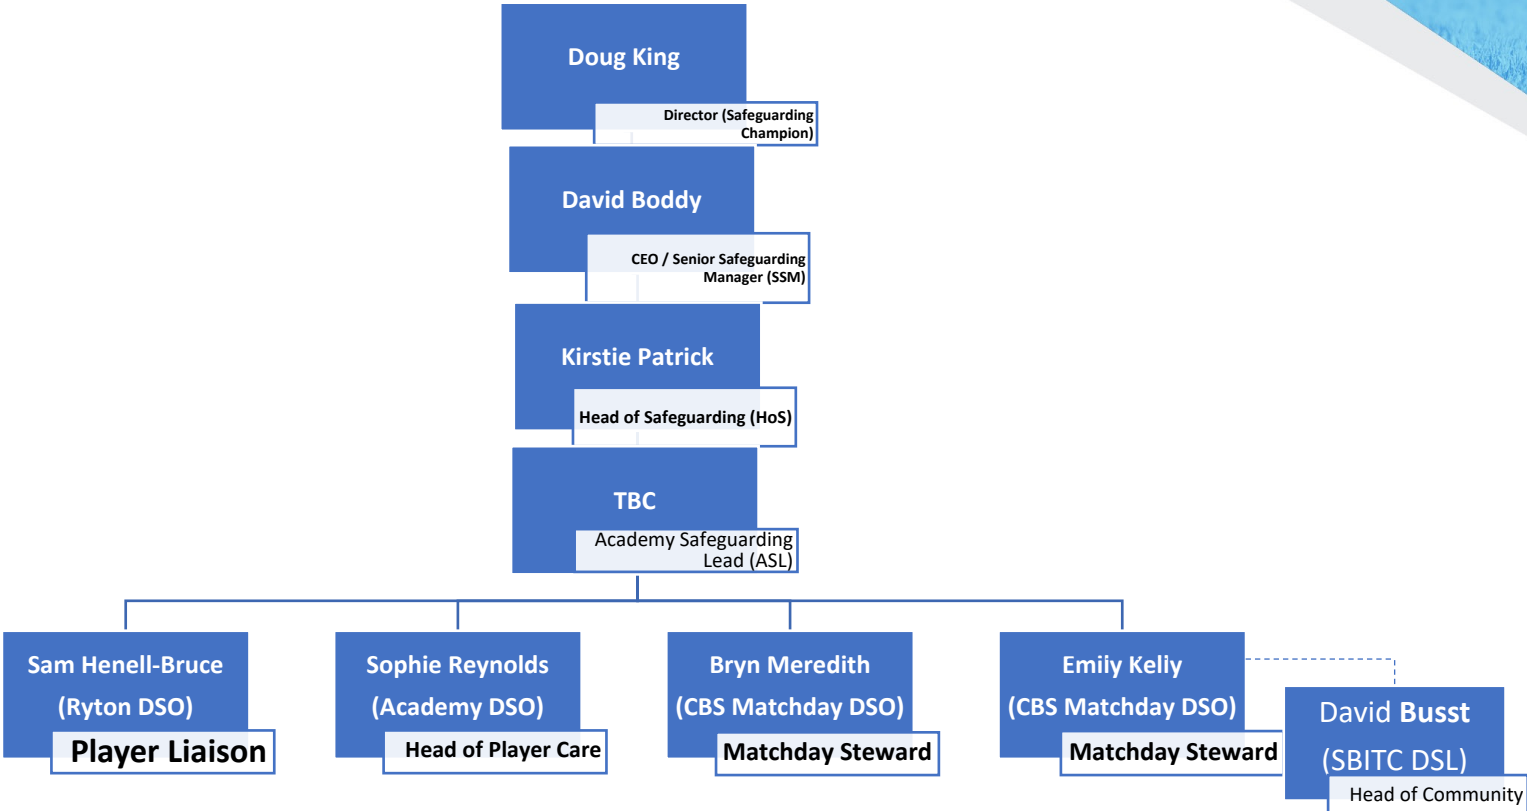 Doug King
Director (Safeguarding
Champion)
David Boddy
CEO / Senior Safeguarding
Manager (SSM)
Kirstie Patrick
Head of Safeguarding (HoS)
TBC
Academy Safeguarding
Lead (ASL)
Sam Henell-Bruce
(Ryton DSO)
Player Liaison
Sophie Reynolds
(Academy DSO)
Head of Player Care
Bryn Meredith
(CBS Matchday DSO)
Matchday Steward
Emily Kelly
(CBS Matchday DSO)
Matchday Steward
David Busst
(SBITC DSL)
Head of Community